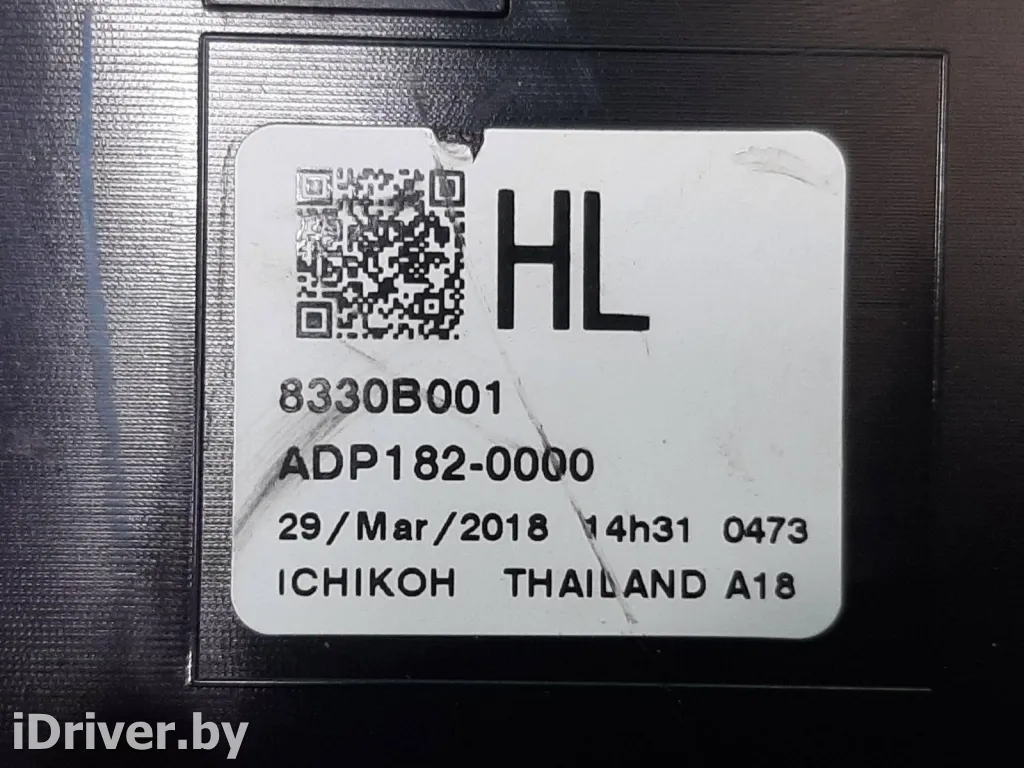 HL
8330B001
ADP182-0000
29/Mar/2018 14h31 0473
ICHIKOH THAILAND A18
iDriver.by